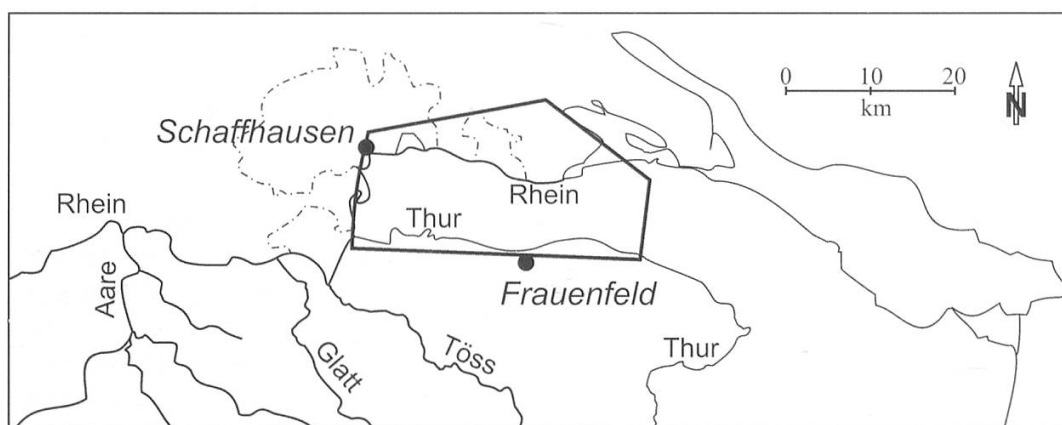 0 10 20
km
N
Schaffhausen
Rhein
Rhein
Thur
Aare
Frauenfeld
Glatt
Töss
Thur